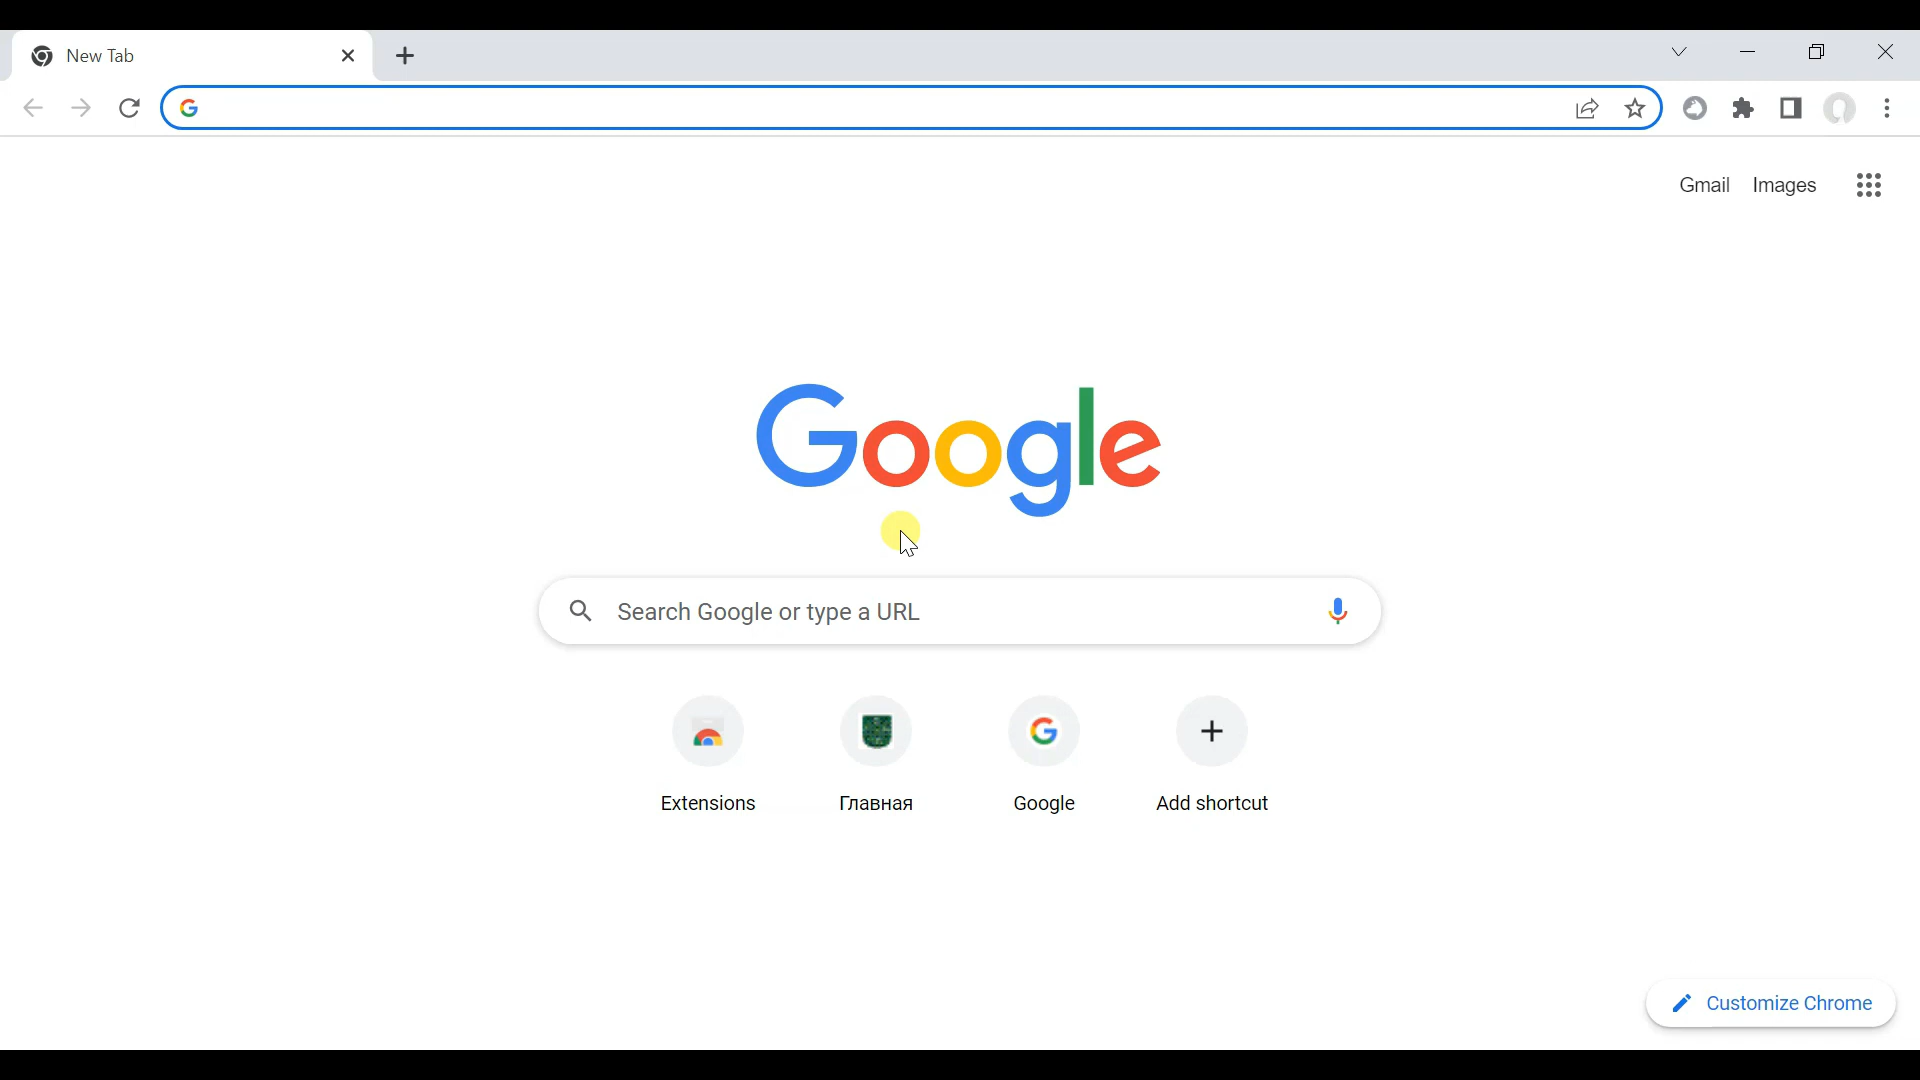 New Tab
Gmail Images
Google
Search Google or type a URL
Extensions Главная Google Add shortcut
Customize Chrome